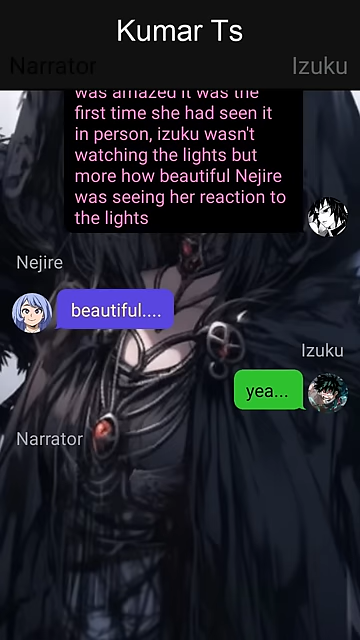 Kumar Ts
Narrator
Izuku
was amazed it was the
first time she had seen it
in person, izuku wasn't
watching the lights but
more how beautiful Nejire
was seeing her reaction to
the lights
Nejire
beautiful....
Izuku
yea...
Narrator